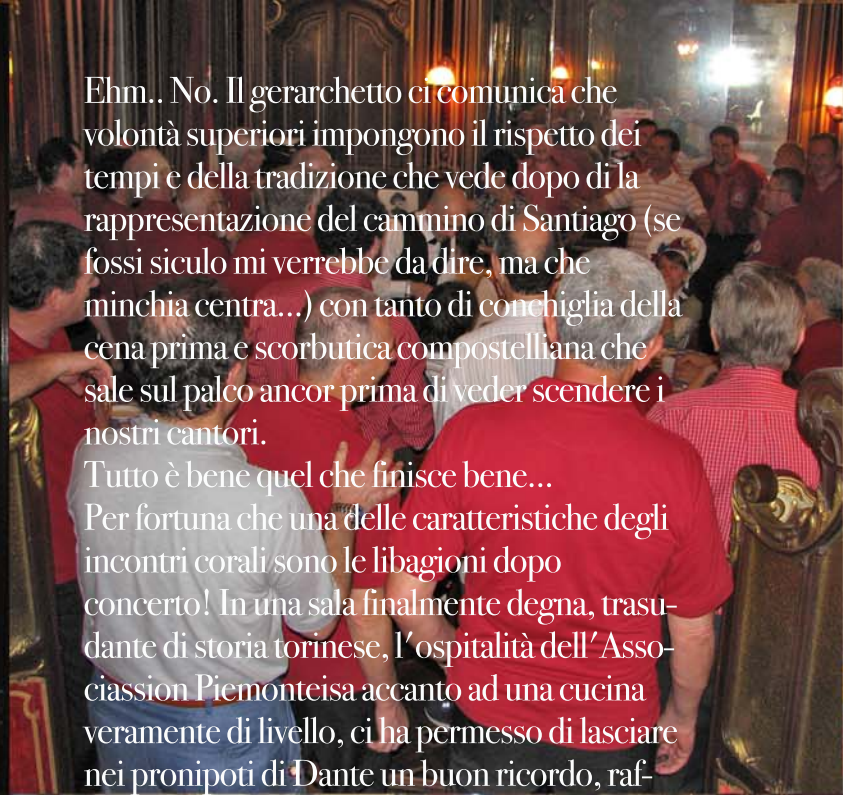 Ehm.. No. Il gerarchetto ci comunica che
volontà superiori impongono il rispetto dei
tempi e della tradizione che vede dopo di la
rappresentazione del cammino di Santiago (se
fossi siculo mi verrebbe da dire, ma che
minchia centra...) con tanto di conchiglia della
cena prima e scorbutica compostelliana che
sale sul palco ancor prima di veder scendere i
nostri cantori.
Tutto è bene quel che finisce bene...
Per fortuna che una delle caratteristiche degli
incontri corali sono le libagioni dopo
concerto! In una sala finalmente degna, trasu-
dante di storia torinese, l'ospitalità dell'Asso-
ciassion Piemonteisa accanto ad una cucina
veramente di livello, ci ha permesso di lasciare
nei pronipoti di Dante un buon ricordo, raf-